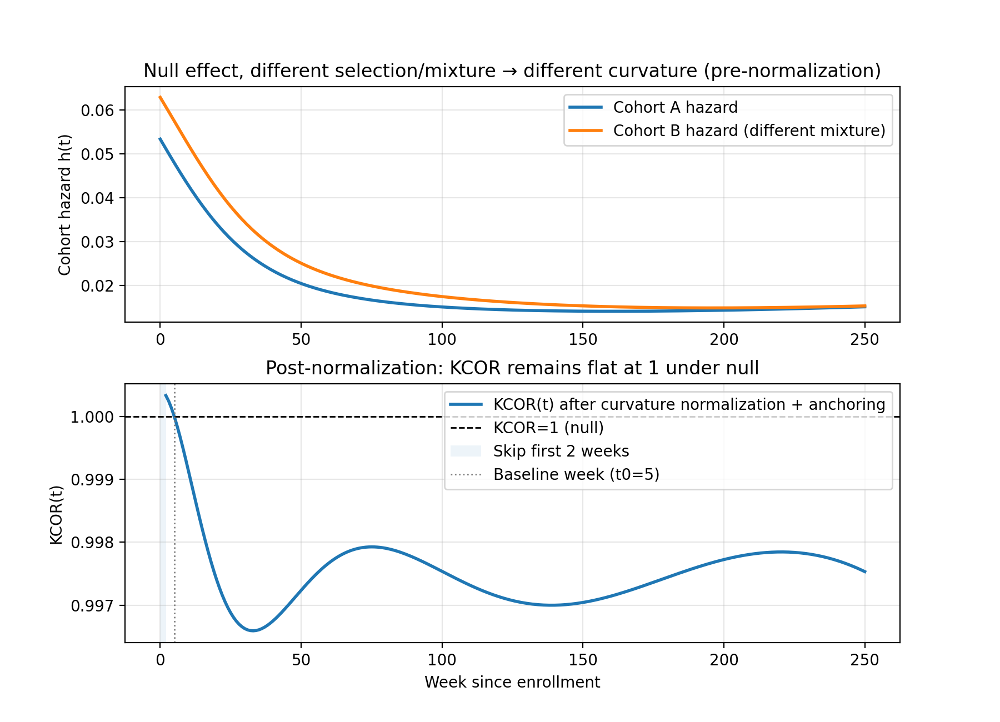 Null effect, different selection/mixture → different curvature (pre-normalization)
Cohort hazard h(t)
0.06
0.05
0.04
0.03
0.02
Cohort A hazard
Cohort B hazard (different mixture)
0 50 100 150 200 250
Post-normalization: KCOR remains flat at 1 under null
KCOR(t)
1.000
0.999
0.998
0.997
KCOR(t) after curvature normalization + anchoring
KCOR=1 (null)
Skip first 2 weeks
Baseline week (t0=5)
0 50 100 150 200 250
Week since enrollment